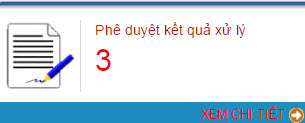 Phê duyệt kết quả xử lý
3
XEM CHI TIẾT